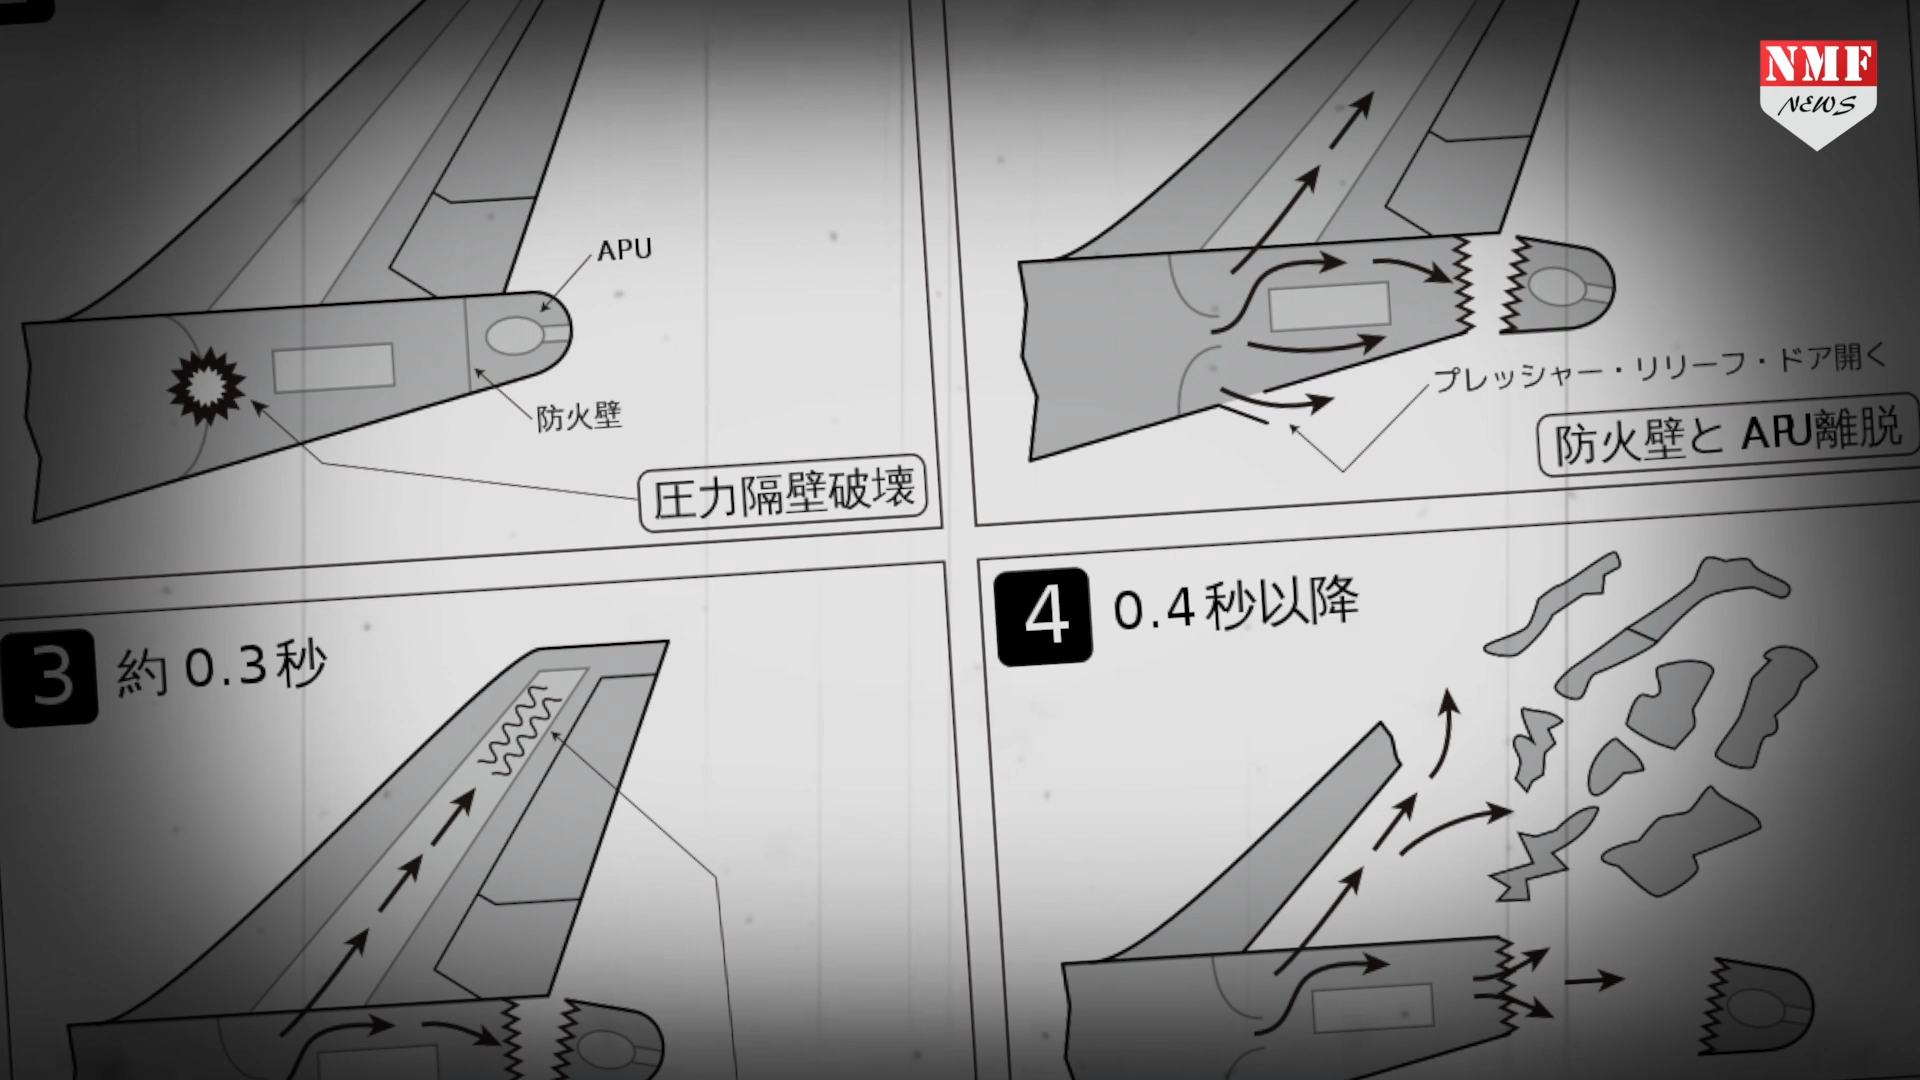 NMF
NEWS
APU
防火壁
圧力隔壁破壊
プレッシャー・リリーフ・ドア開く
防火壁と APU離脱
3 約 0.3秒
4 0.4秒以降